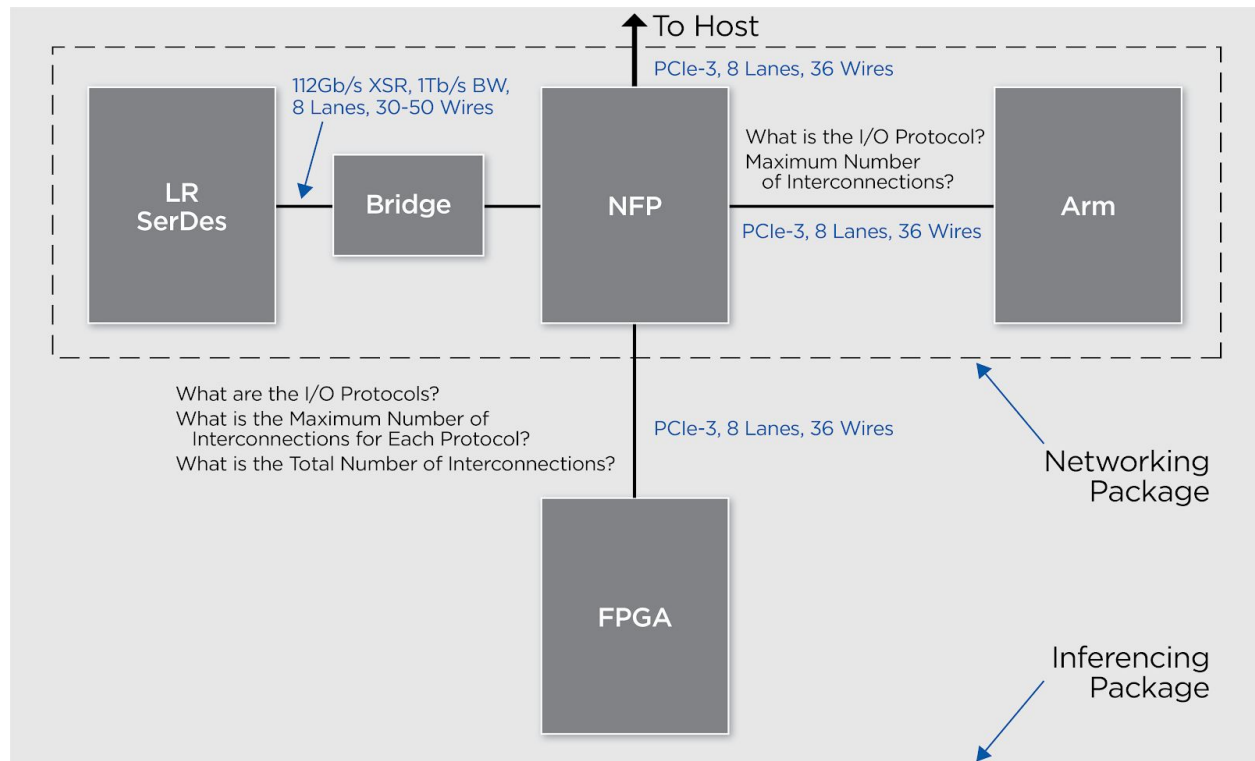 To Host
PCIe-3, 8 Lanes, 36 Wires
112Gb/s XSR, 1Tb/s BW,
8 Lanes, 30-50 Wires
What is the I/O Protocol?
Maximum Number
of Interconnections?
LR
SerDes
Bridge
NFP
Arm
PCIe-3, 8 Lanes, 36 Wires
What are the I/O Protocols?
What is the Maximum Number of
Interconnections for Each Protocol?
What is the Total Number of Interconnections?
PCIe-3, 8 Lanes, 36 Wires
Networking
Package
FPGA
Inferencing
Package